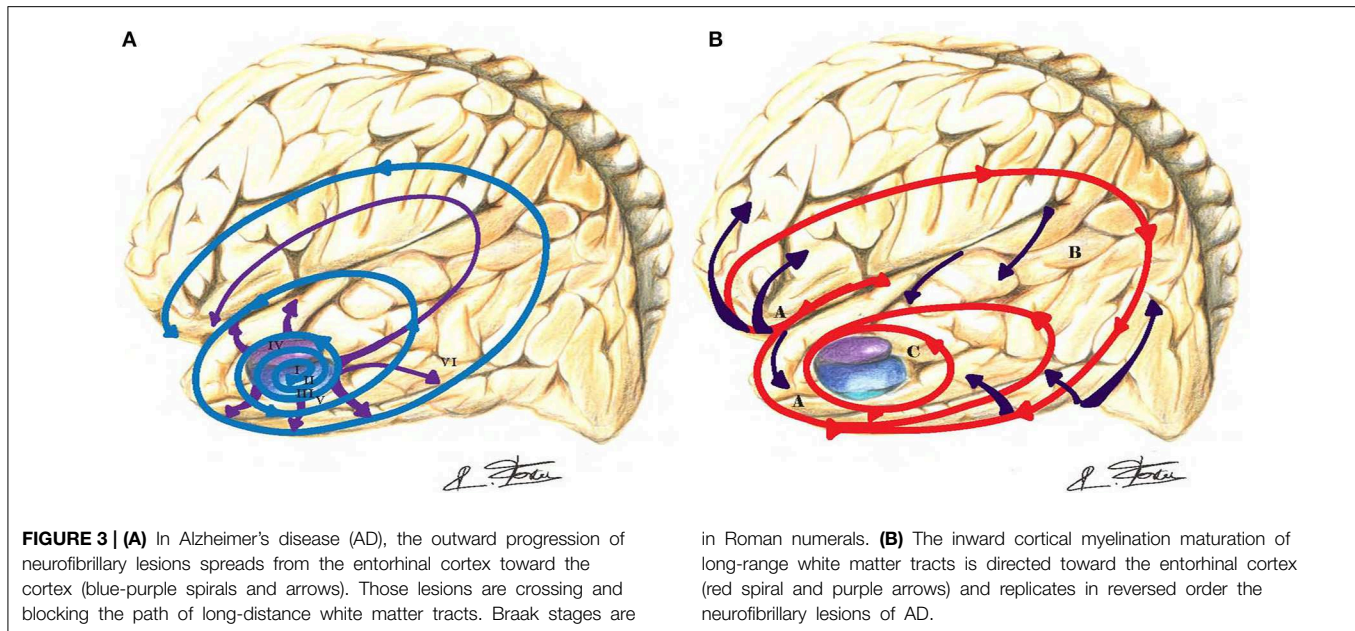 A
B
IV
I
II
III
V
VI
B
A
C
A
FIGURE 3 | (A) In Alzheimer's disease (AD), the outward progression of
neurofibrillary lesions spreads from the entorhinal cortex toward the
cortex (blue-purple spirals and arrows). Those lesions are crossing and
blocking the path of long-distance white matter tracts. Braak stages are
in Roman numerals. (B) The inward cortical myelination maturation of
long-range white matter tracts is directed toward the entorhinal cortex
(red spiral and purple arrows) and replicates in reversed order the
neurofibrillary lesions of AD.